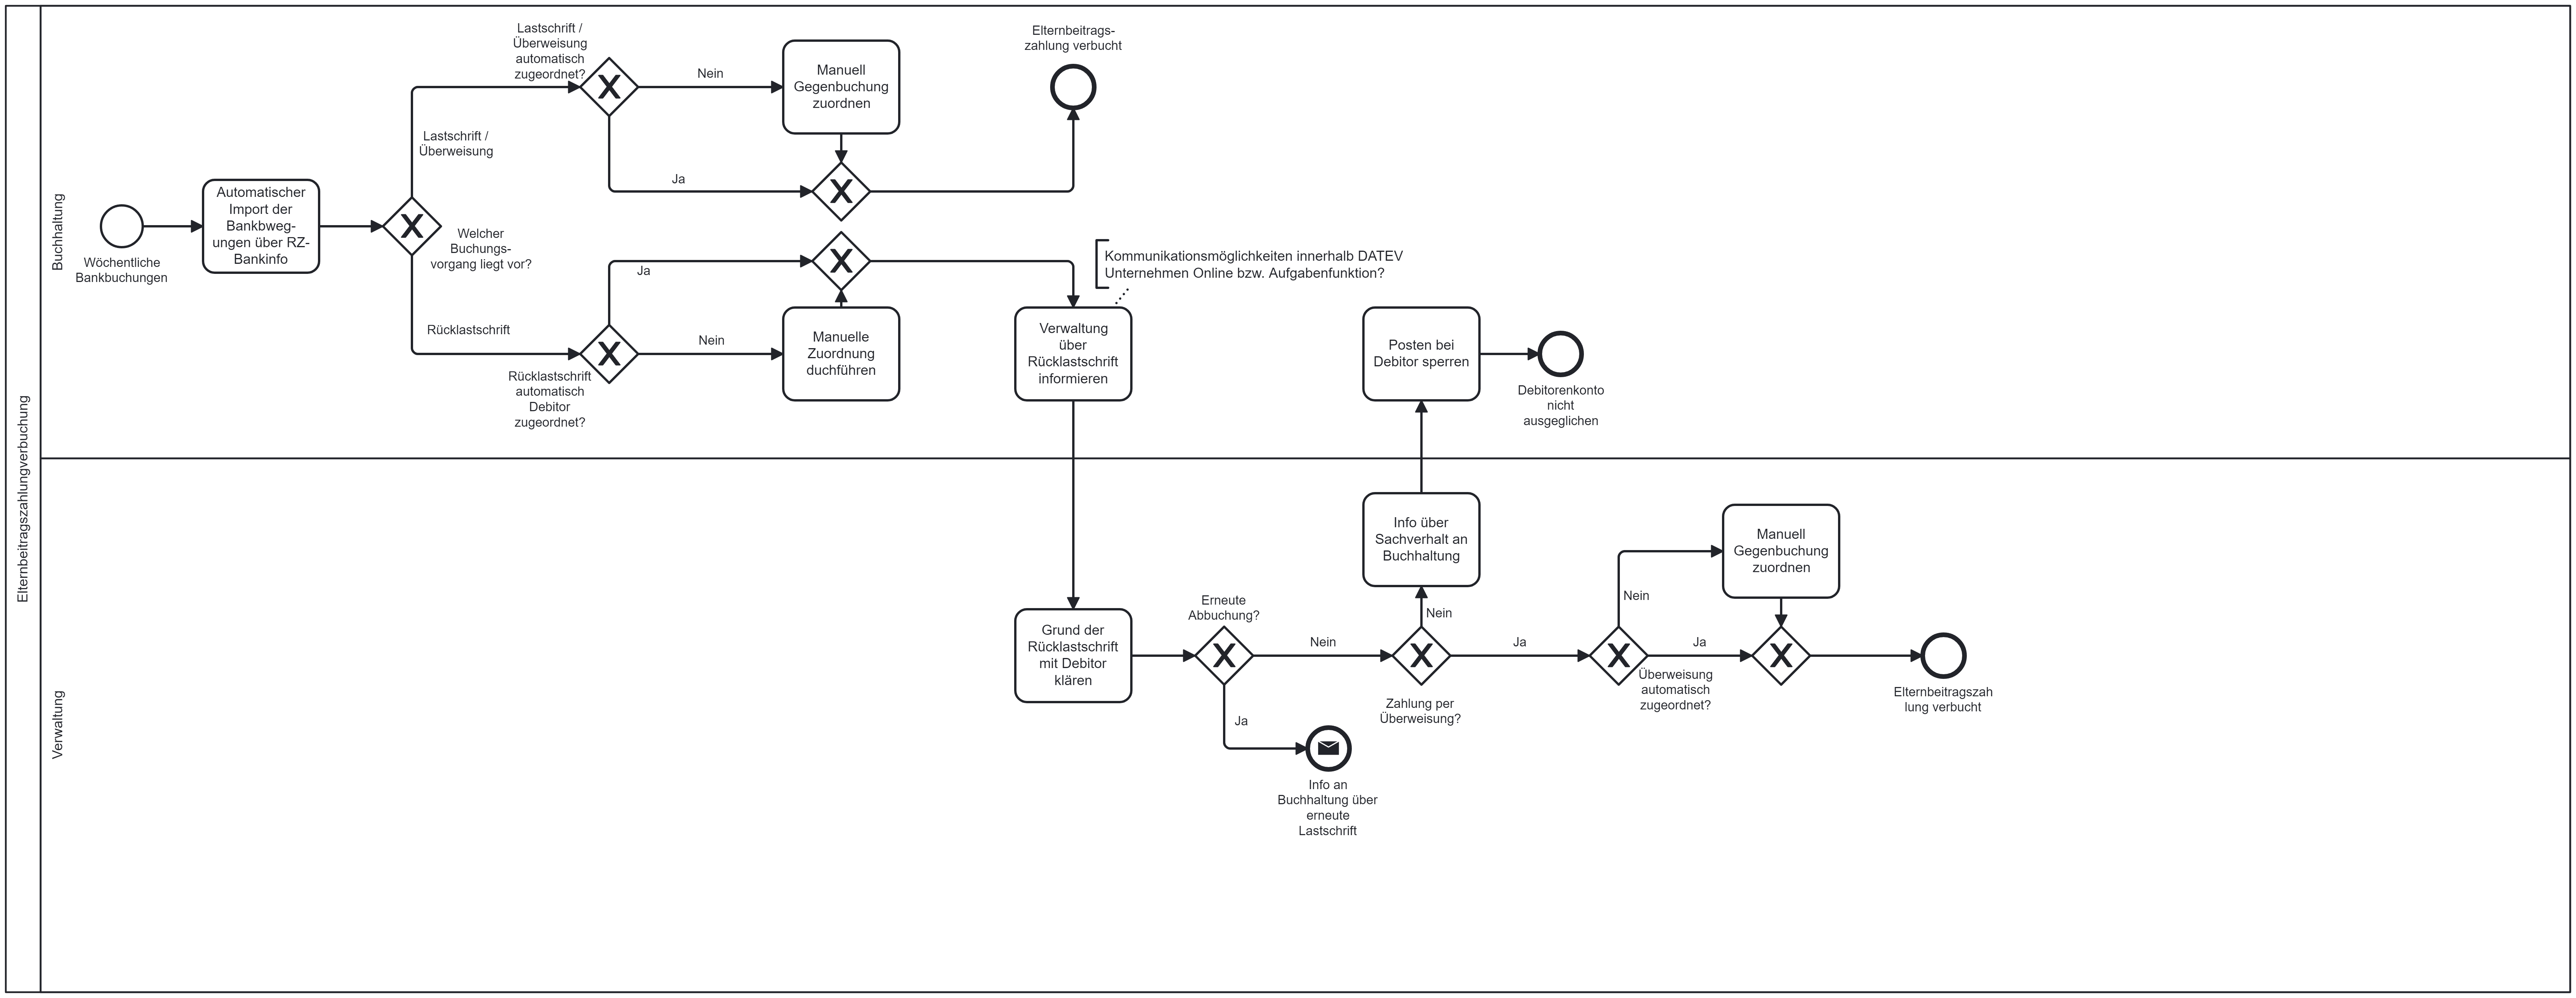 Elternbeitragszahlungverbuchung
Buchhaltung
Wöchentliche
Bankbuchungen
Automatischer
Import der
Bankbweg-
ungen über RZ-
Bankinfo
Welcher
Buchungs-
vorgang liegt vor?
Lastschrift /
Überweisung
Rücklastschrift
Lastschrift /
Überweisung
automatisch
zugeordnet?
Nein
Ja
Manuell
Gegenbuchung
zuordnen
Elternbeitrags-
zahlung verbucht
Rücklastschrift
automatisch
Debitor
zugeordnet?
Ja
Nein
Manuelle
Zuordnung
duchführen
Kommunikationsmöglichkeiten innerhalb DATEV
Unternehmen Online bzw. Aufgabenfunktion?
Verwaltung
über
Rücklastschrift
informieren
Posten bei
Debitor sperren
Debitorenkonto
nicht
ausgeglichen
Verwaltung
Grund der
Rücklastschrift
mit Debitor
klären
Erneute
Abbuchung?
Nein
Ja
Info an
Buchhaltung über
erneute
Lastschrift
Zahlung per
Überweisung?
Nein
Info über
Sachverhalt an
Buchhaltung
Ja
Überweisung
automatisch
zugeordnet?
Nein
Ja
Manuell
Gegenbuchung
zuordnen
Elternbeitragszah
lung verbucht